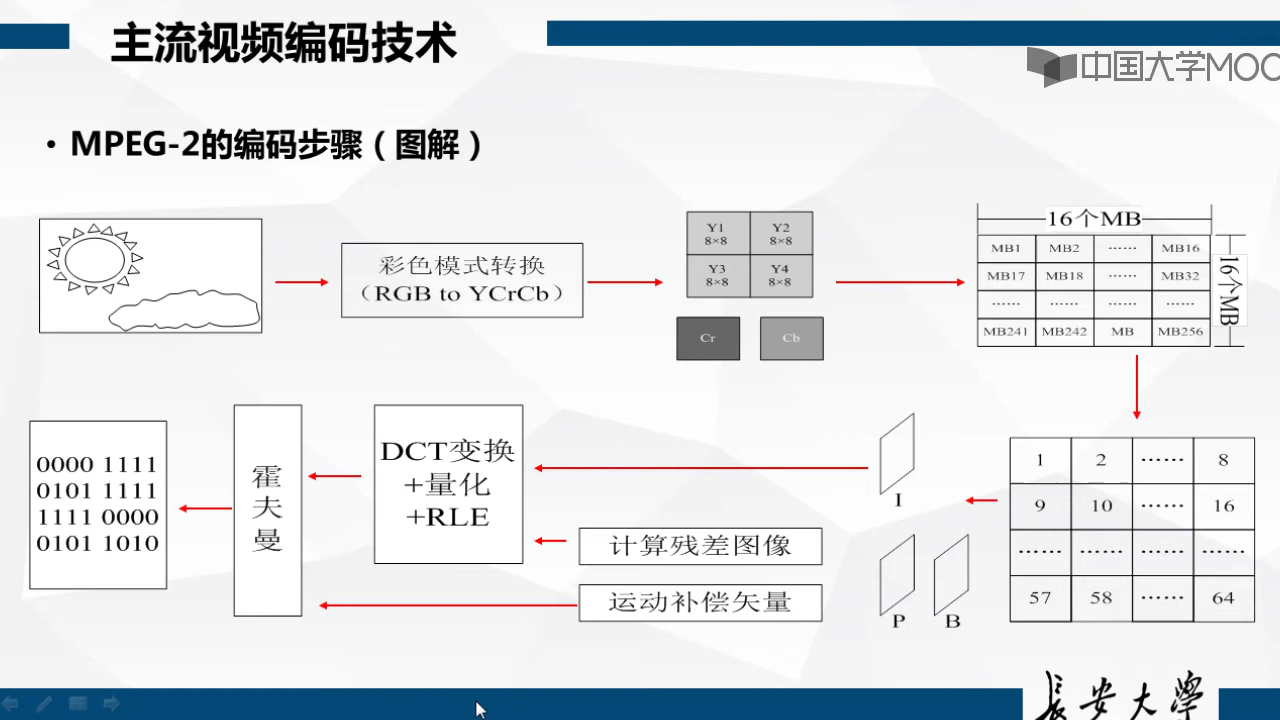 主流视频编码技术
中国大学MOO
• MPEG-2的编码步骤（图解）
彩色模式转换
（RGB to YCrCb）
Y1 8×8
Y2 8×8
Y3 8×8
Y4 8×8
Cr
Cb
16个MB
16个MB
MB1 MB2 ······ MB16
MB17 MB18 ······ MB32
······ ······ ······ ······
MB241 MB242 MB MB256
1 2 ······ 8
9 10 ······ 16
······ ······ ······ ······
57 58 ······ 64
I
P
B
计算残差图像
运动补偿矢量
DCT变换
+量化
+RLE
霍夫曼
0000 1111
0101 1111
1111 0000
0101 1010
长安大学